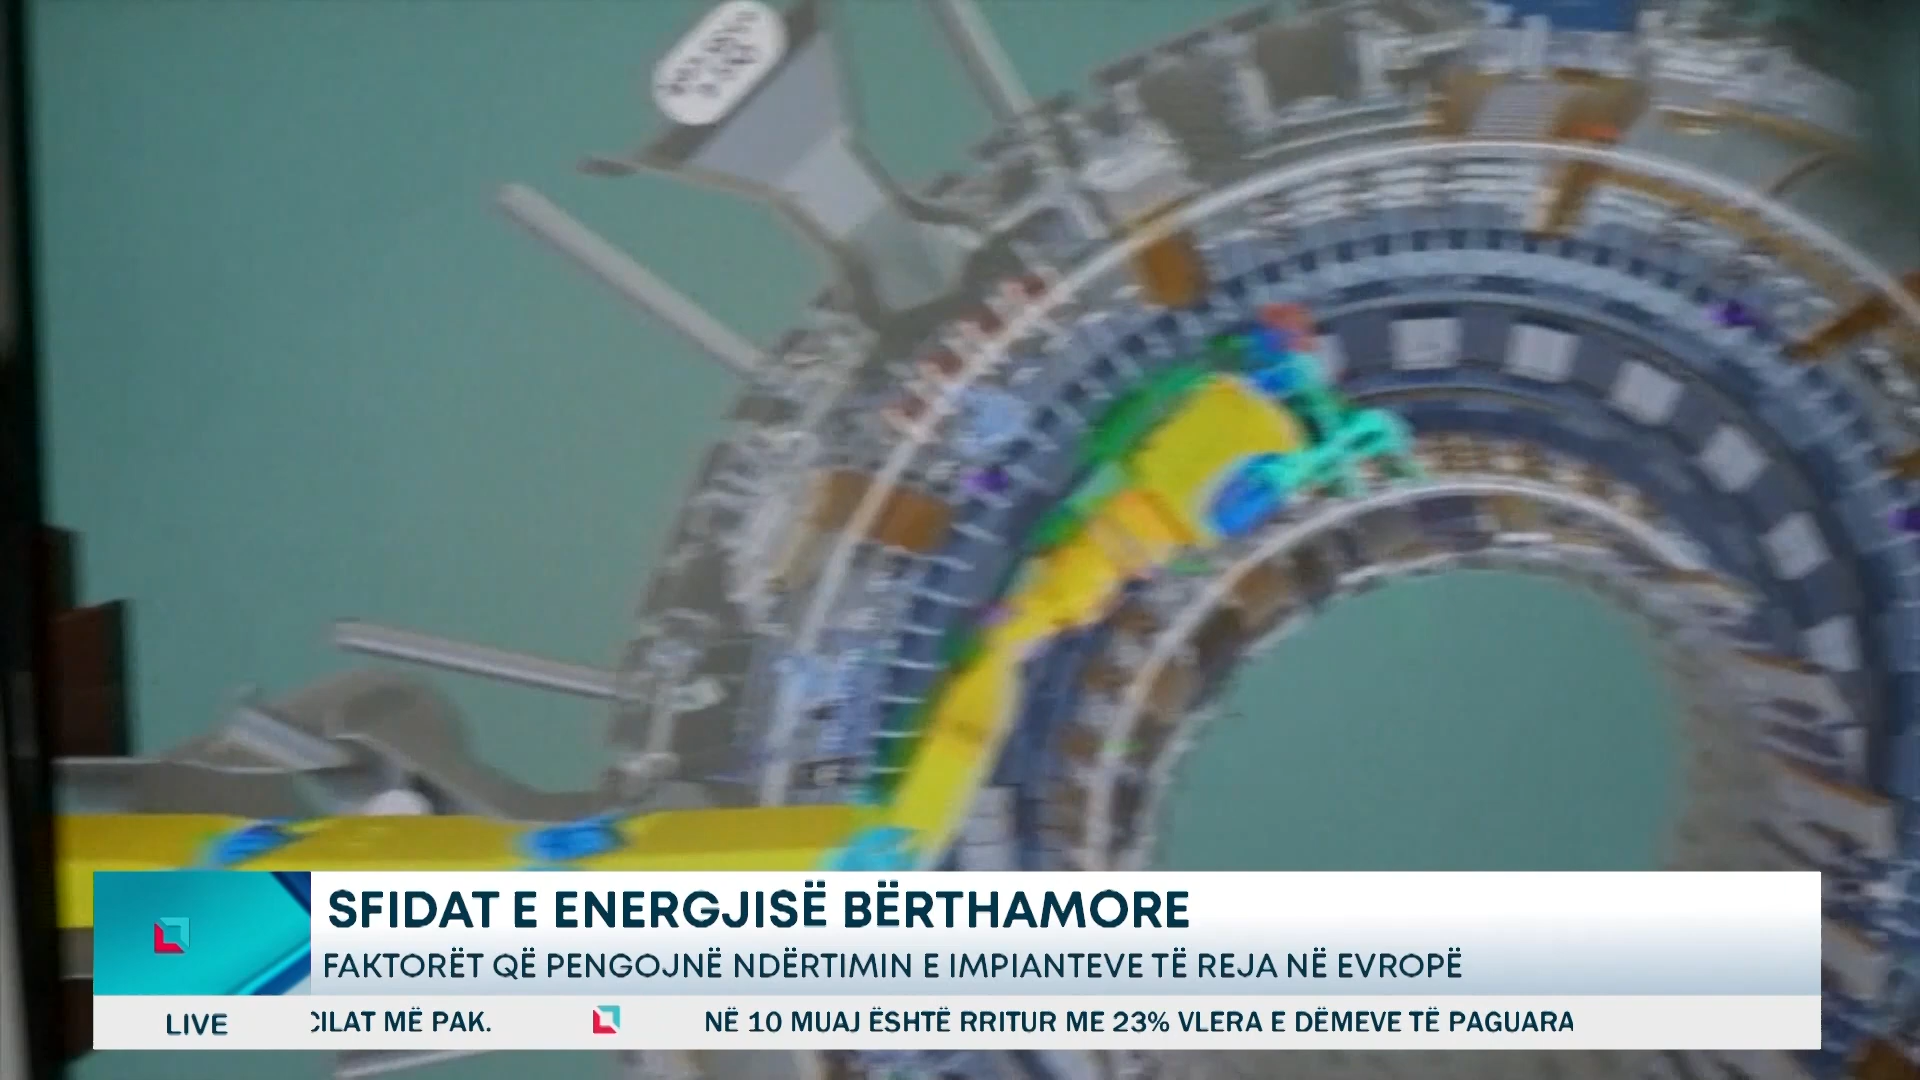 SFIDAT E ENERGJISË BËRTHAMORE
FAKTORËT QË PENGOJNË NDËRTIMIN E IMPIANTEVE TË REJA NË EVROPË
LIVE
CILAT MË PAK.
NË 10 MUAJ ËSHTË RRITUR ME 23% VLERA E DËMEVE TË PAGUARA